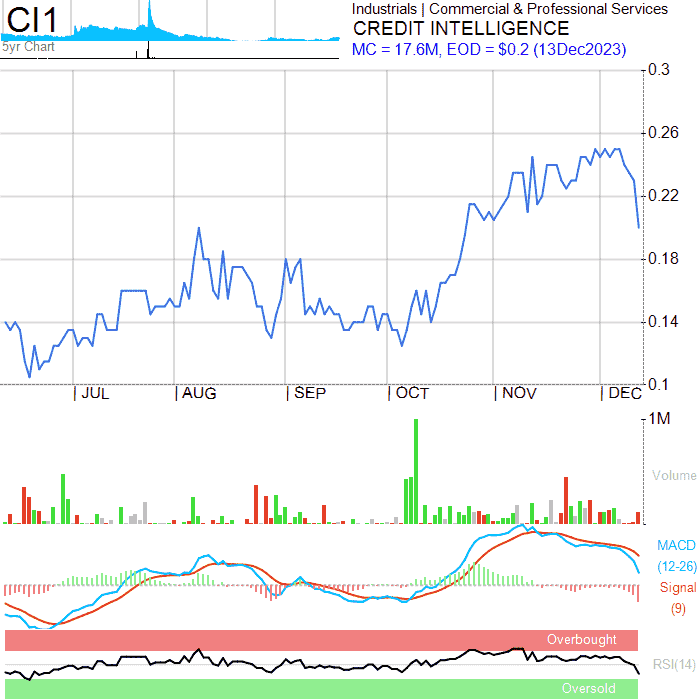 CI1
5yr Chart
Industrials | Commercial & Professional Services
CREDIT INTELLIGENCE
MC = 17.6M, EOD = $0.2 (13Dec2023)
0.3
0.26
0.22
0.18
0.14
0.1
| JUL | AUG | SEP | OCT | NOV | DEC
1M
Volume
MACD
(12-26)
Signal
(9)
Overbought
RSI(14)
Oversold